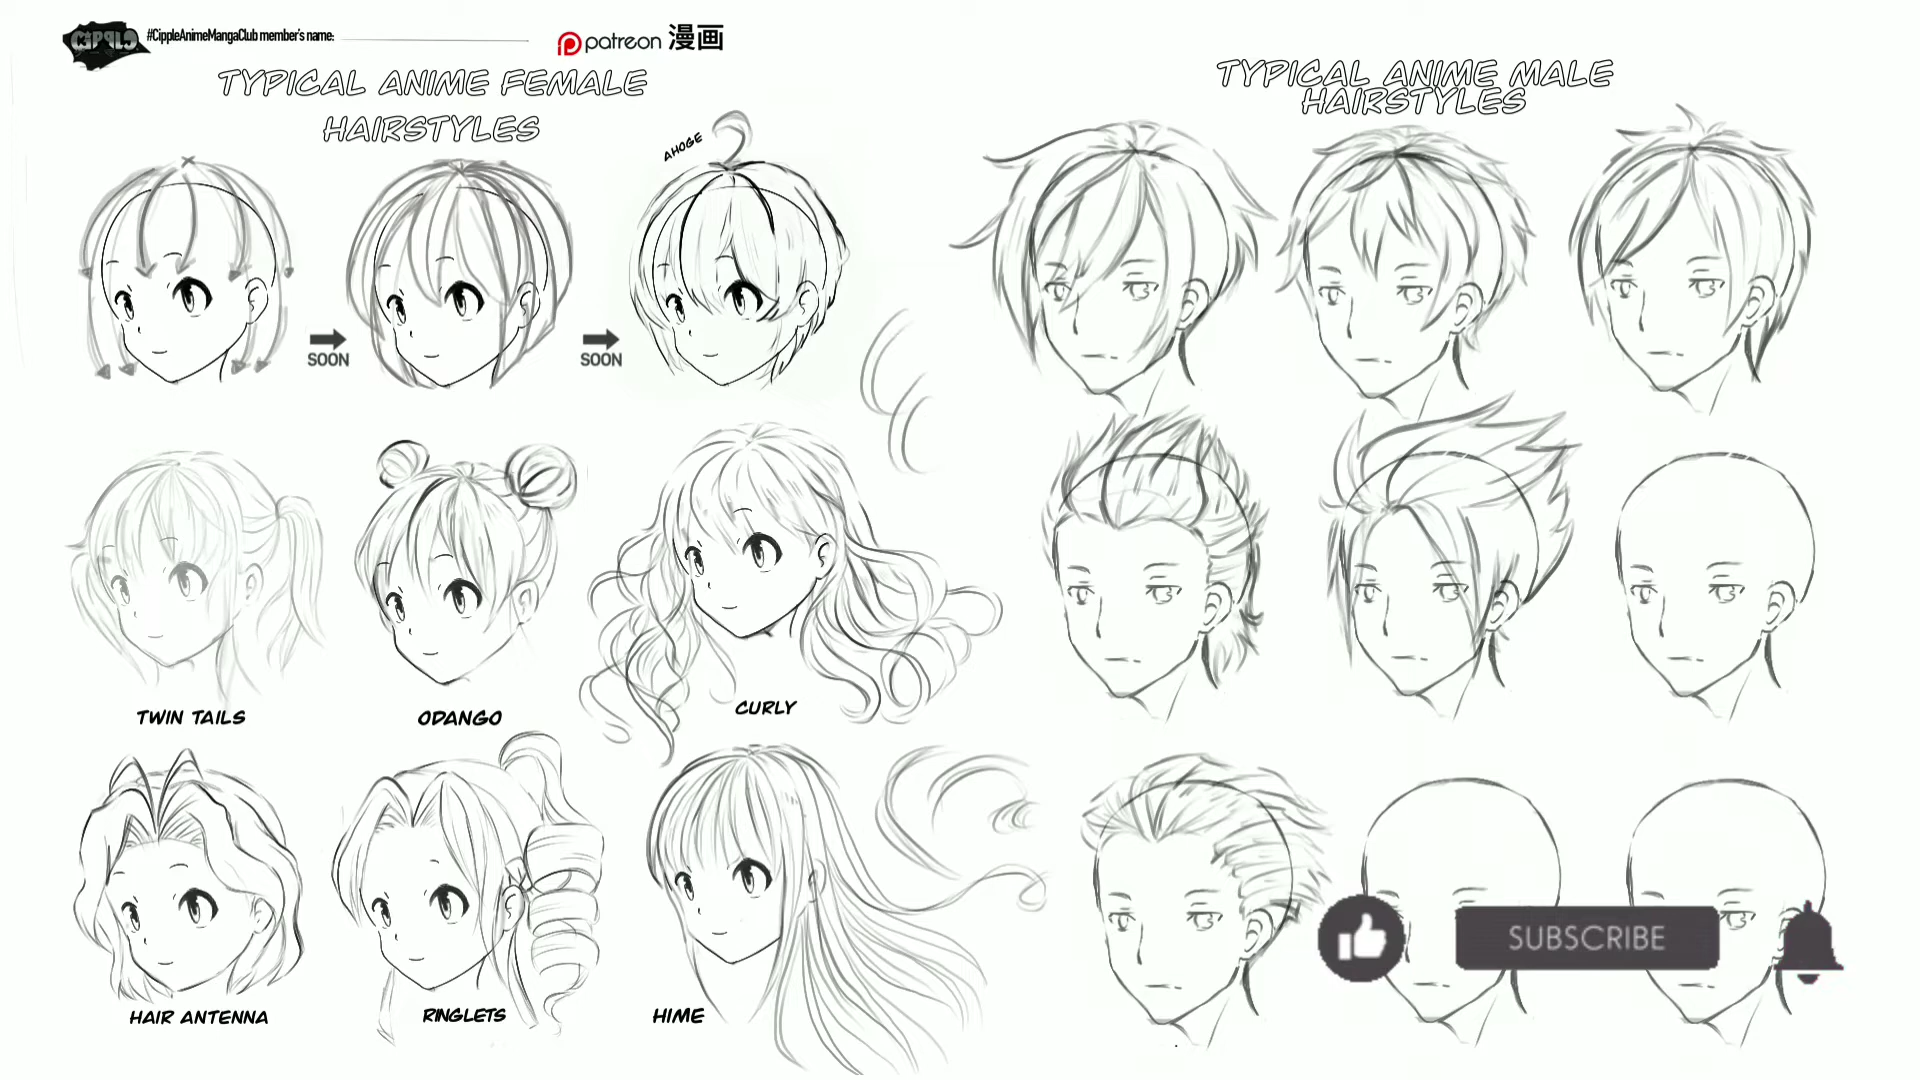 CIPPLO
#CippleAnimeMangaClub member's name:
patreon 漫画
TYPICAL ANIME FEMALE
HAIRSTYLES
TYPICAL ANIME MALE
HAIRSTYLES
AHOGE
SOON
SOON
TWIN TAILS
ODANGO
CURLY
HAIR ANTENNA
RINGLETS
HIME
SUBSCRIBE